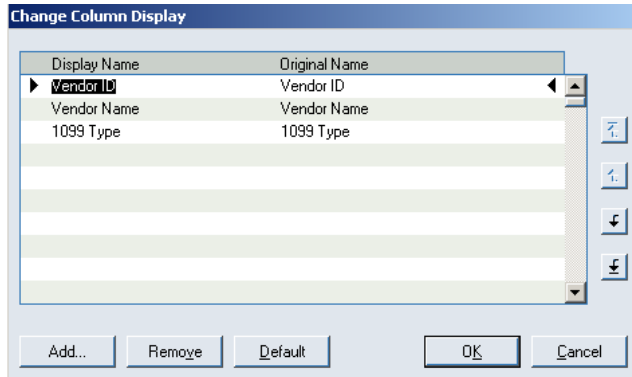 Change Column Display
Display Name Original Name
Vendor ID Vendor ID
Vendor Name Vendor Name
1099 Type 1099 Type
Add... Remove Default OK Cancel